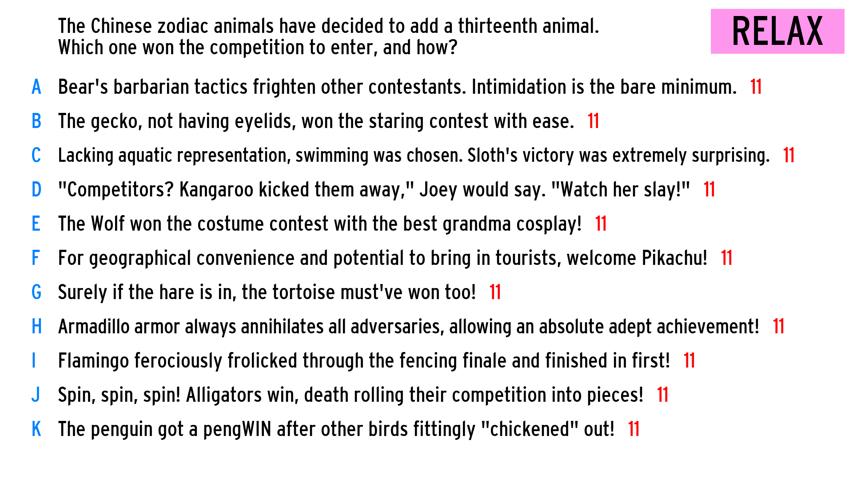 The Chinese zodiac animals have decided to add a thirteenth animal.
Which one won the competition to enter, and how?
RELAX
A Bear's barbarian tactics frighten other contestants. Intimidation is the bare minimum. 11
B The gecko, not having eyelids, won the staring contest with ease. 11
C Lacking aquatic representation, swimming was chosen. Sloth's victory was extremely surprising. 11
D "Competitors? Kangaroo kicked them away," Joey would say. "Watch her slay!" 11
E The Wolf won the costume contest with the best grandma cosplay! 11
F For geographical convenience and potential to bring in tourists, welcome Pikachu! 11
G Surely if the hare is in, the tortoise must've won too! 11
H Armadillo armor always annihilates all adversaries, allowing an absolute adept achievement! 11
I Flamingo ferociously frolicked through the fencing finale and finished in first! 11
J Spin, spin, spin! Alligators win, death rolling their competition into pieces! 11
K The penguin got a pengWIN after other birds fittingly "chickened" out! 11